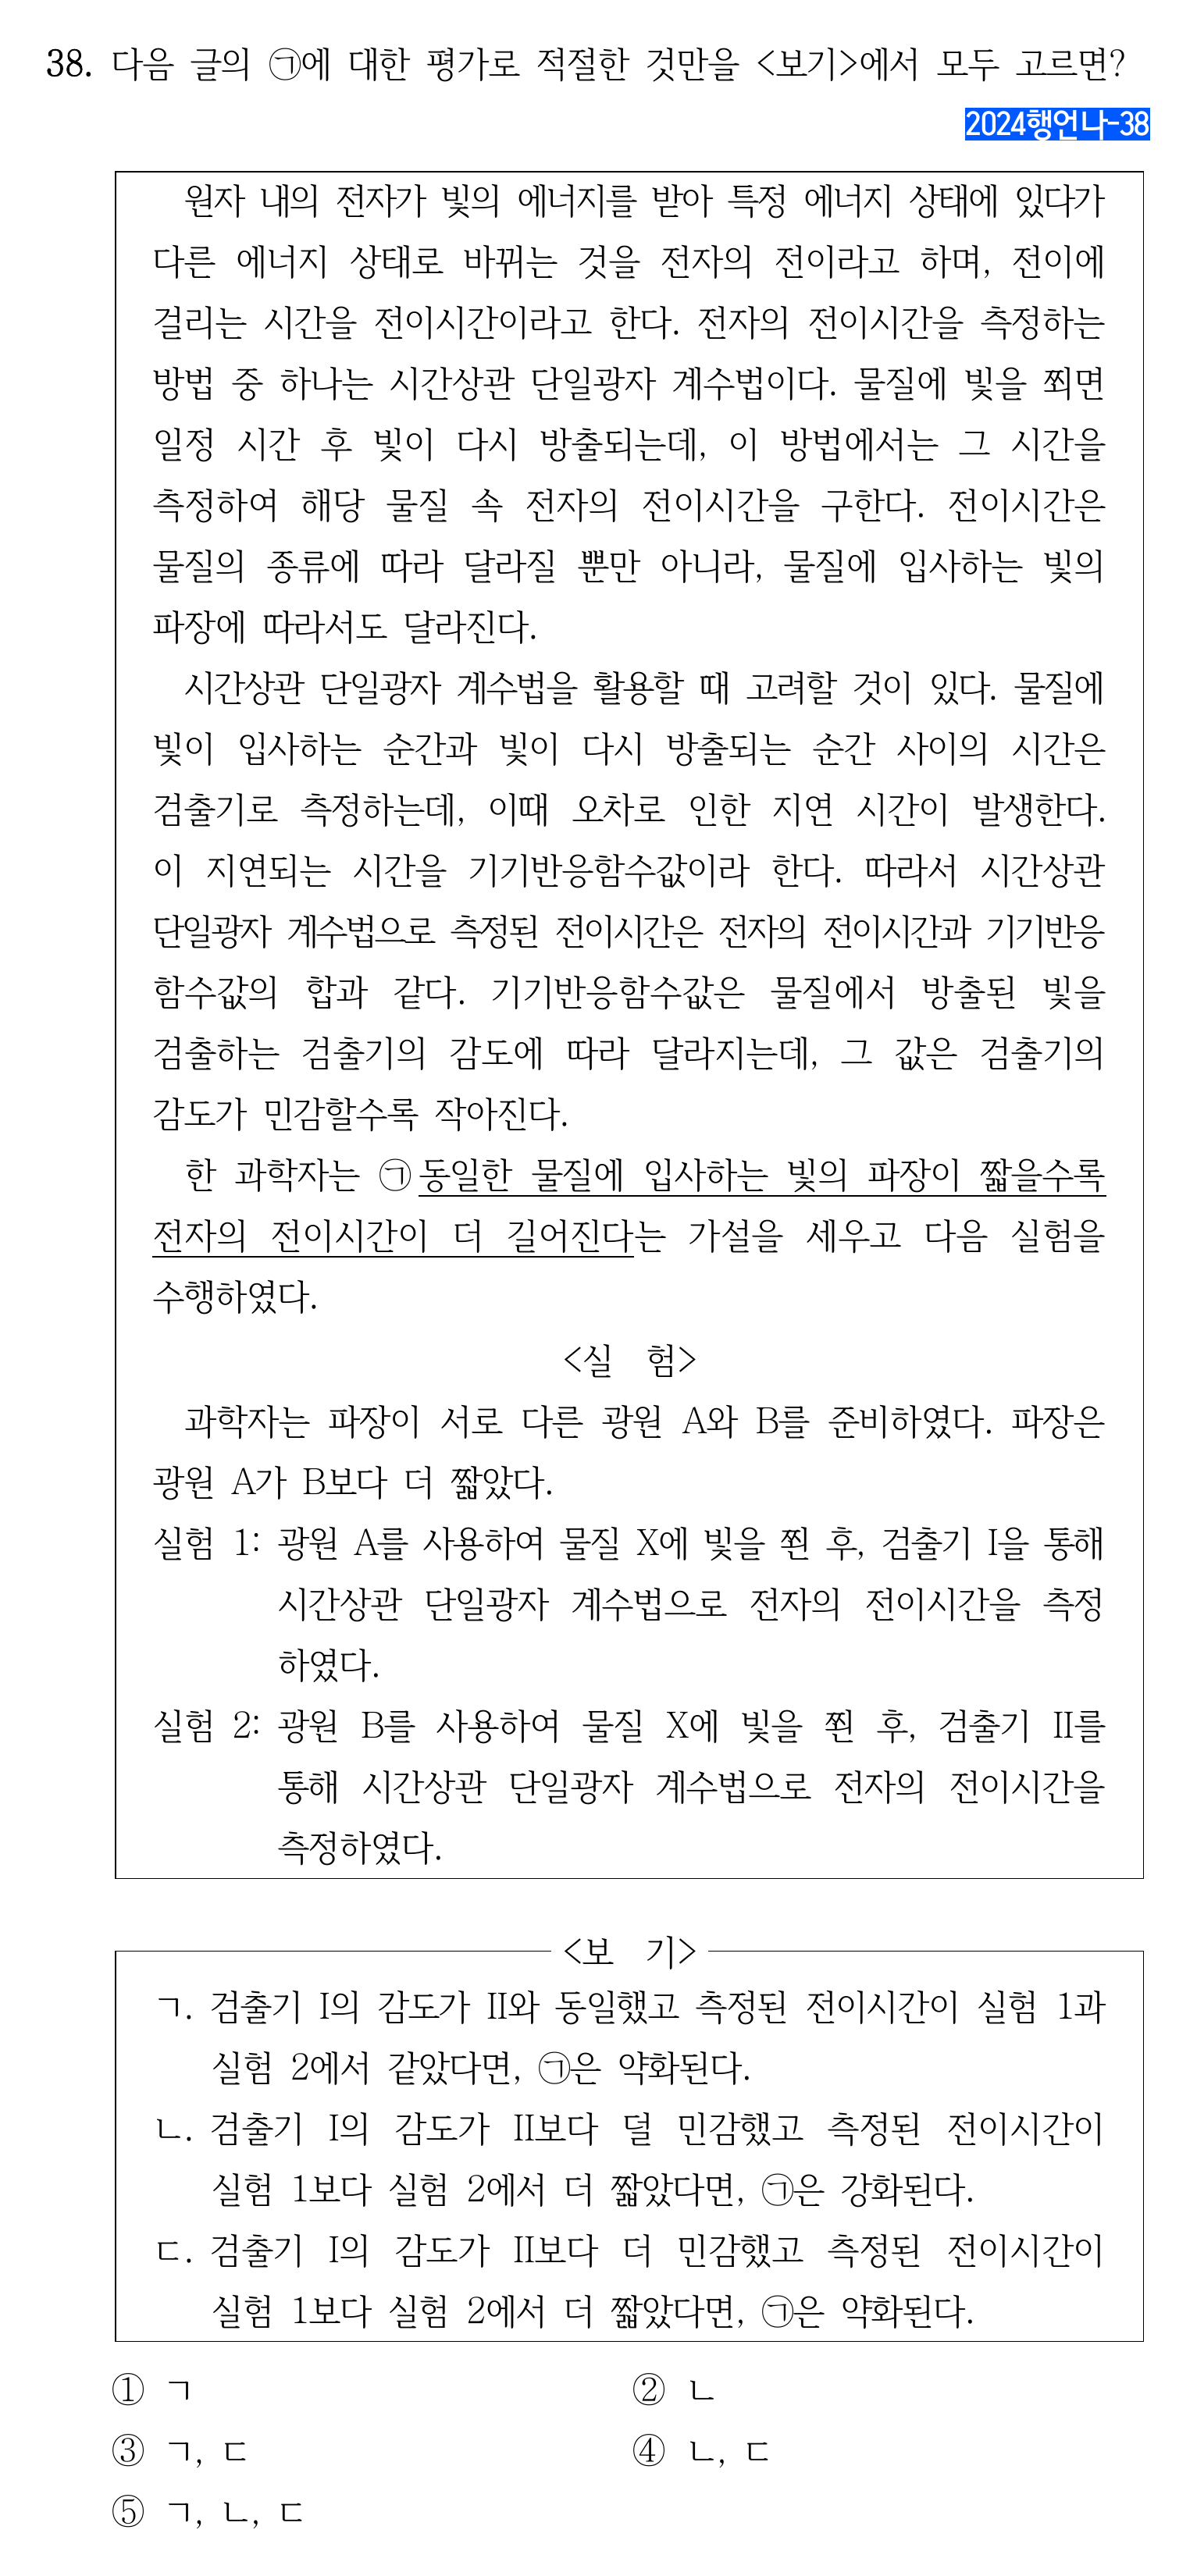 38. 다음 글의 ㉠에 대한 평가로 적절한 것만을 <보기>에서 모두 고르면?
2024행언나-38
원자 내의 전자가 빛의 에너지를 받아 특정 에너지 상태에 있다가
다른 에너지 상태로 바뀌는 것을 전자의 전이라고 하며, 전이에
걸리는 시간을 전이시간이라고 한다. 전자의 전이시간을 측정하는
방법 중 하나는 시간상관 단일광자 계수법이다. 물질에 빛을 쬐면
일정 시간 후 빛이 다시 방출되는데, 이 방법에서는 그 시간을
측정하여 해당 물질 속 전자의 전이시간을 구한다. 전이시간은
물질의 종류에 따라 달라질 뿐만 아니라, 물질에 입사하는 빛의
파장에 따라서도 달라진다.
시간상관 단일광자 계수법을 활용할 때 고려할 것이 있다. 물질에
빛이 입사하는 순간과 빛이 다시 방출되는 순간 사이의 시간은
검출기로 측정하는데, 이때 오차로 인한 지연 시간이 발생한다.
이 지연되는 시간을 기기반응함수값이라 한다. 따라서 시간상관
단일광자 계수법으로 측정된 전이시간은 전자의 전이시간과 기기반응
함수값의 합과 같다. 기기반응함수값은 물질에서 방출된 빛을
검출하는 검출기의 감도에 따라 달라지는데, 그 값은 검출기의
감도가 민감할수록 작아진다.
한 과학자는 ㉠동일한 물질에 입사하는 빛의 파장이 짧을수록
전자의 전이시간이 더 길어진다는 가설을 세우고 다음 실험을
수행하였다.
<실 험>
과학자는 파장이 서로 다른 광원 A와 B를 준비하였다. 파장은
광원 A가 B보다 더 짧았다.
실험 1: 광원 A를 사용하여 물질 X에 빛을 쬔 후, 검출기 I을 통해
시간상관 단일광자 계수법으로 전자의 전이시간을 측정
하였다.
실험 2: 광원 B를 사용하여 물질 X에 빛을 쬔 후, 검출기 II를
통해 시간상관 단일광자 계수법으로 전자의 전이시간을
측정하였다.
<보 기>
ㄱ. 검출기 I의 감도가 II와 동일했고 측정된 전이시간이 실험 1과
실험 2에서 같았다면, ㉠은 약화된다.
ㄴ. 검출기 I의 감도가 II보다 덜 민감했고 측정된 전이시간이
실험 1보다 실험 2에서 더 짧았다면, ㉠은 강화된다.
ㄷ. 검출기 I의 감도가 II보다 더 민감했고 측정된 전이시간이
실험 1보다 실험 2에서 더 짧았다면, ㉠은 약화된다.
① ㄱ ② ㄴ
③ ㄱ, ㄷ ④ ㄴ, ㄷ
⑤ ㄱ, ㄴ, ㄷ